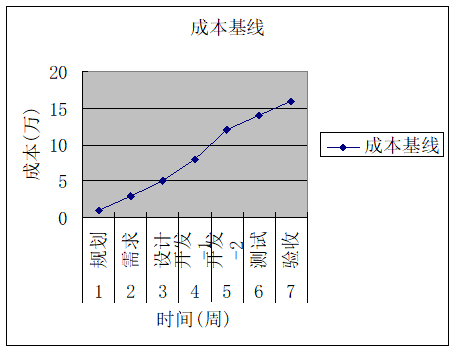 成本基线
20
15
10
5
0
成本(万)
规划
需求
设计
开发-1
开发-2
测试
验收
1 2 3 4 5 6 7
时间(周)
成本基线